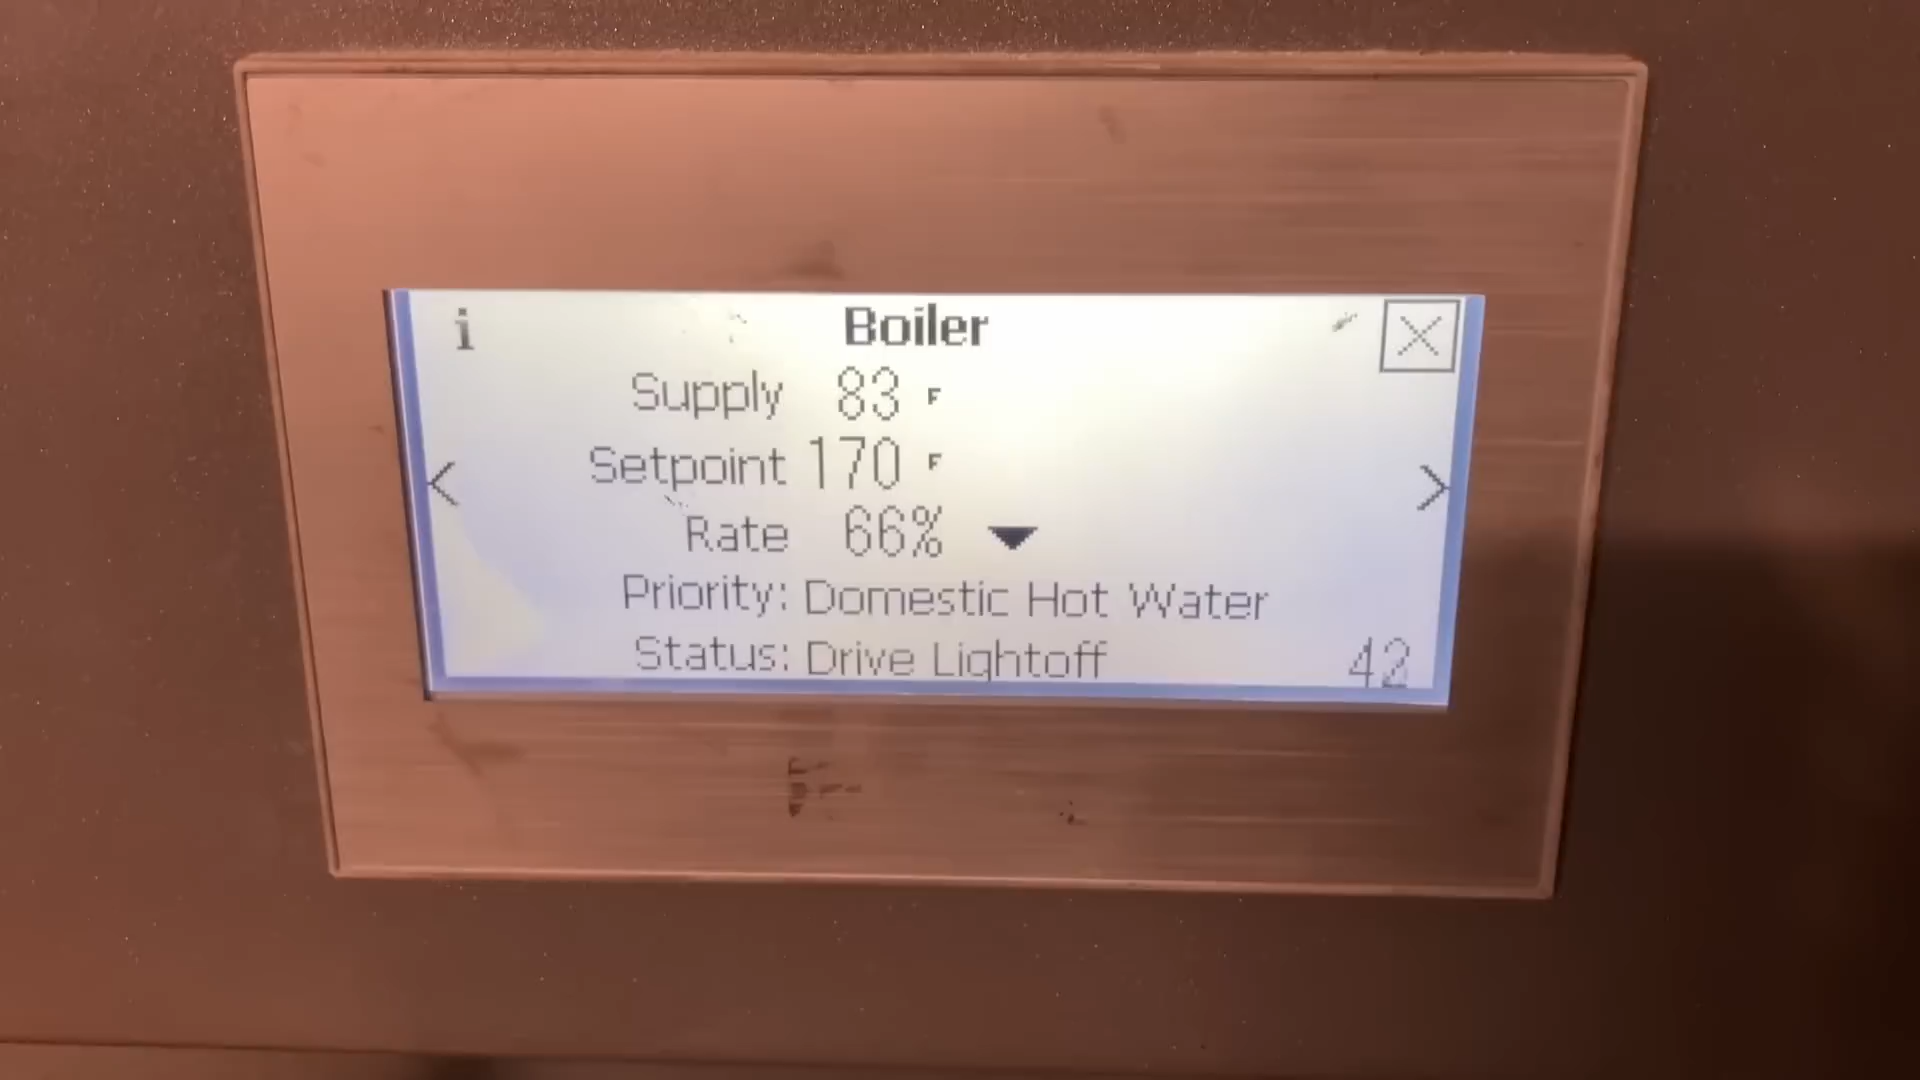 i Boiler
Supply 83 F
Setpoint 170 F
Rate 66%
Priority: Domestic Hot Water
Status: Drive Lightoff 42